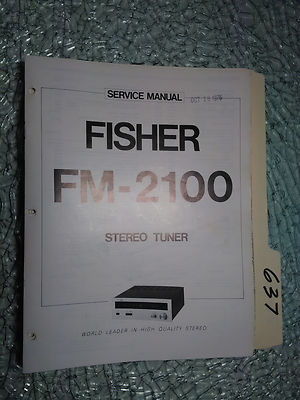 SERVICE MANUAL
FISHER
FM-2100
STEREO TUNER
WORLD LEADER IN HIGH QUALITY STEREO
637